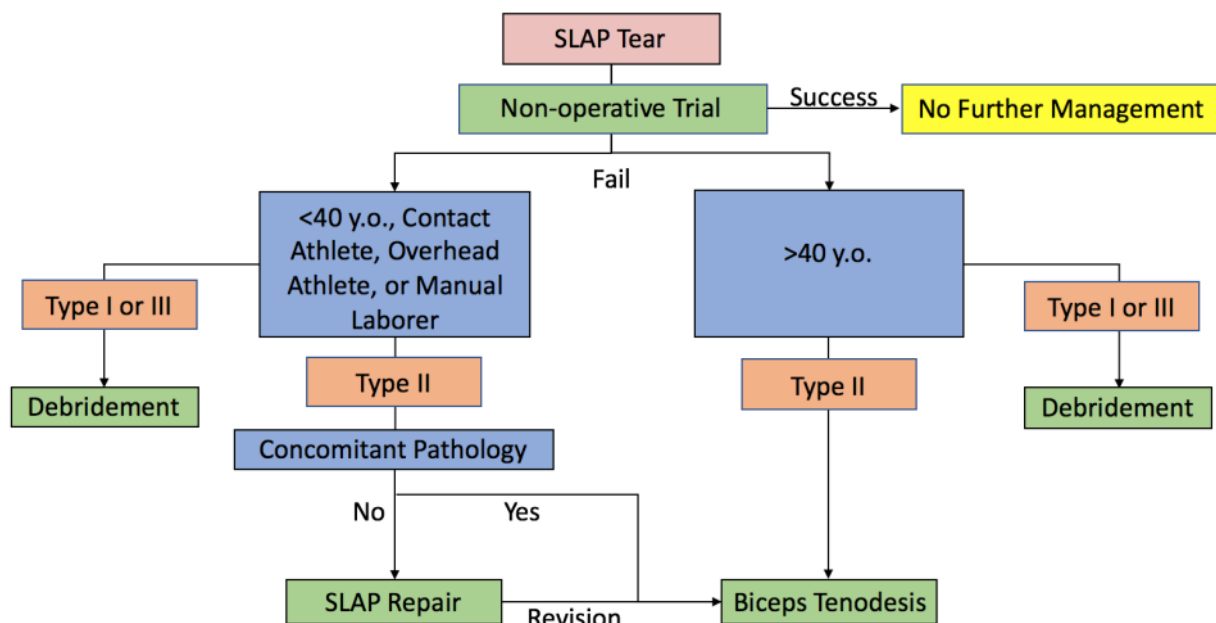 SLAP Tear
Non-operative Trial
Success
No Further Management
Fail
<40 y.o., Contact
Athlete, Overhead
Athlete, or Manual
Laborer
>40 y.o.
Type I or III
Type I or III
Type II
Type II
Debridement
Debridement
Concomitant Pathology
No
Yes
SLAP Repair
Revision
Biceps Tenodesis